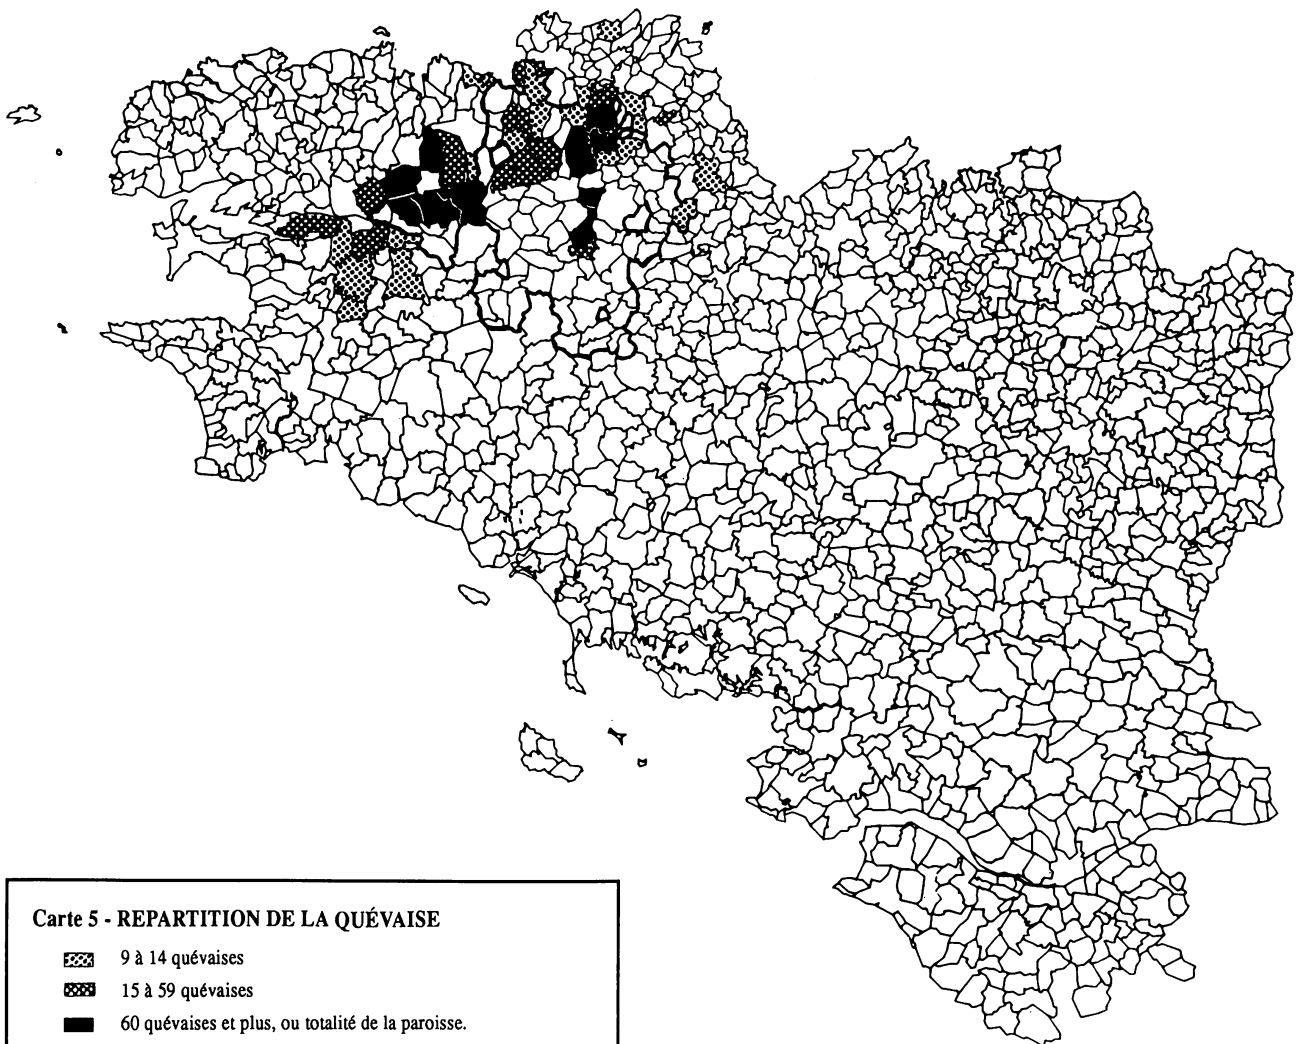 Carte 5 - REPARTITION DE LA QUÉVAISE
9 à 14 quévaises
15 à 59 quévaises
60 quévaises et plus, ou totalité de la paroisse.